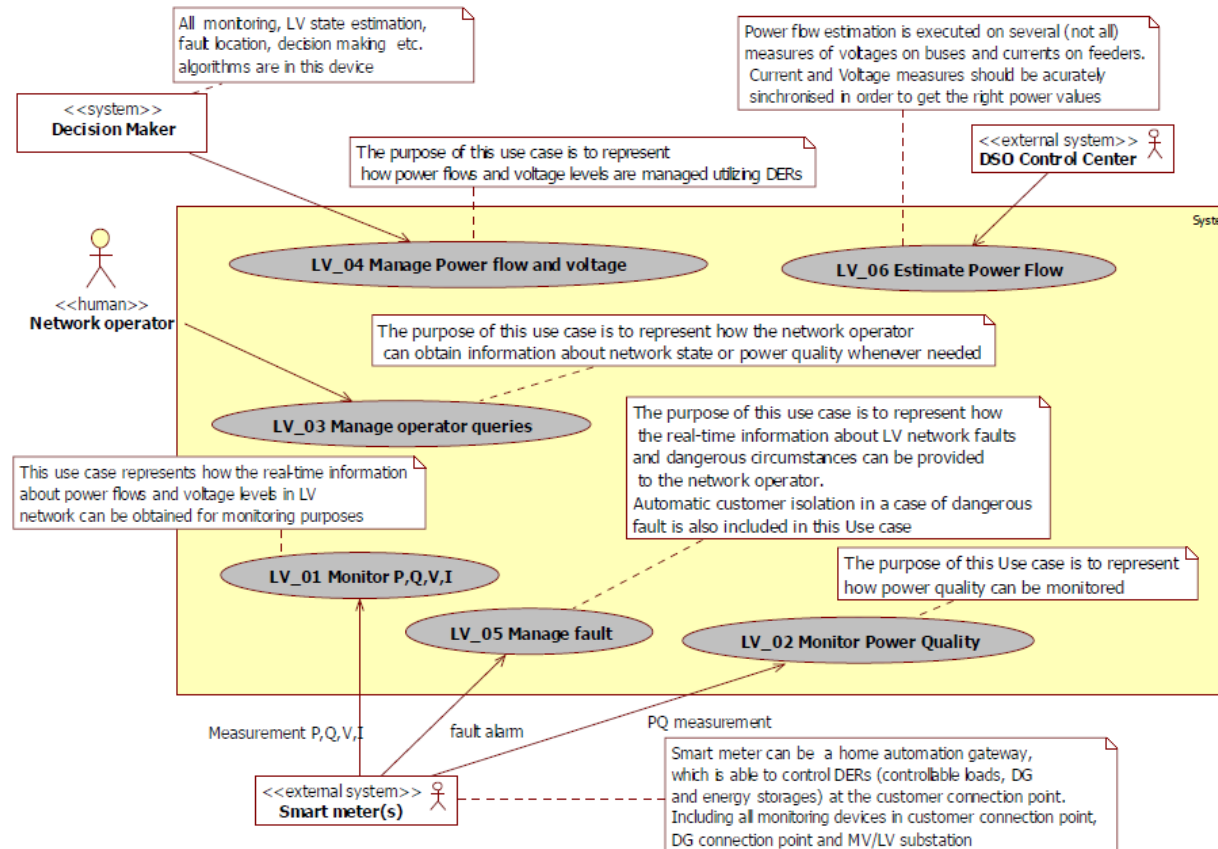 All monitoring, LV state estimation,
fault location, decision making etc.
algorithms are in this device
Power flow estimation is executed on several (not all)
measures of voltages on buses and currents on feeders.
Current and Voltage measures should be acurately
sinchronised in order to get the right power values
<<system>>
Decision Maker
<<external system>>
DSO Control Center
The purpose of this use case is to represent
how power flows and voltage levels are managed utilizing DERs
Syste
LV_04 Manage Power flow and voltage
LV_06 Estimate Power Flow
<<human>>
Network operator
The purpose of this use case is to represent how the network operator
can obtain information about network state or power quality whenever needed
LV_03 Manage operator queries
The purpose of this use case is to represent how
the real-time information about LV network faults
and dangerous circumstances can be provided
to the network operator.
Automatic customer isolation in a case of dangerous
fault is also included in this Use case
This use case represents how the real-time information
about power flows and voltage levels in LV
network can be obtained for monitoring purposes
The purpose of this Use case is to represent
how power quality can be monitored
LV_01 Monitor P,Q,V,I
LV_05 Manage fault
LV_02 Monitor Power Quality
Measurement P,Q,V,I
fault alarm
PQ measurement
<<external system>>
Smart meter(s)
Smart meter can be a home automation gateway,
which is able to control DERs (controllable loads, DG
and energy storages) at the customer connection point.
Including all monitoring devices in customer connection point,
DG connection point and MV/LV substation